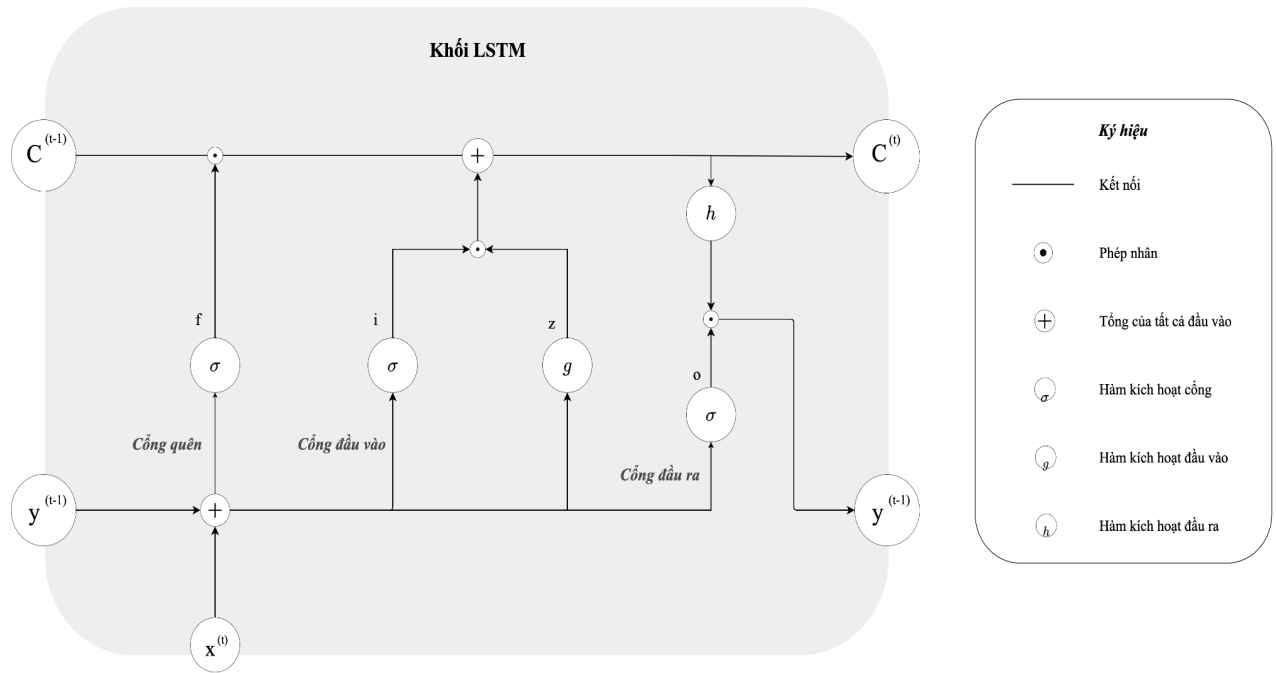 Khối LSTM
C (t-1)
C (t)
h
f
i
z
σ
σ
g
o
σ
Cổng quên
Cổng đầu vào
Cổng đầu ra
y (t-1)
y (t-1)
x (t)
Ký hiệu
Kết nối
Phép nhân
Tổng của tất cả đầu vào
σ Hàm kích hoạt cổng
g Hàm kích hoạt đầu vào
h Hàm kích hoạt đầu ra